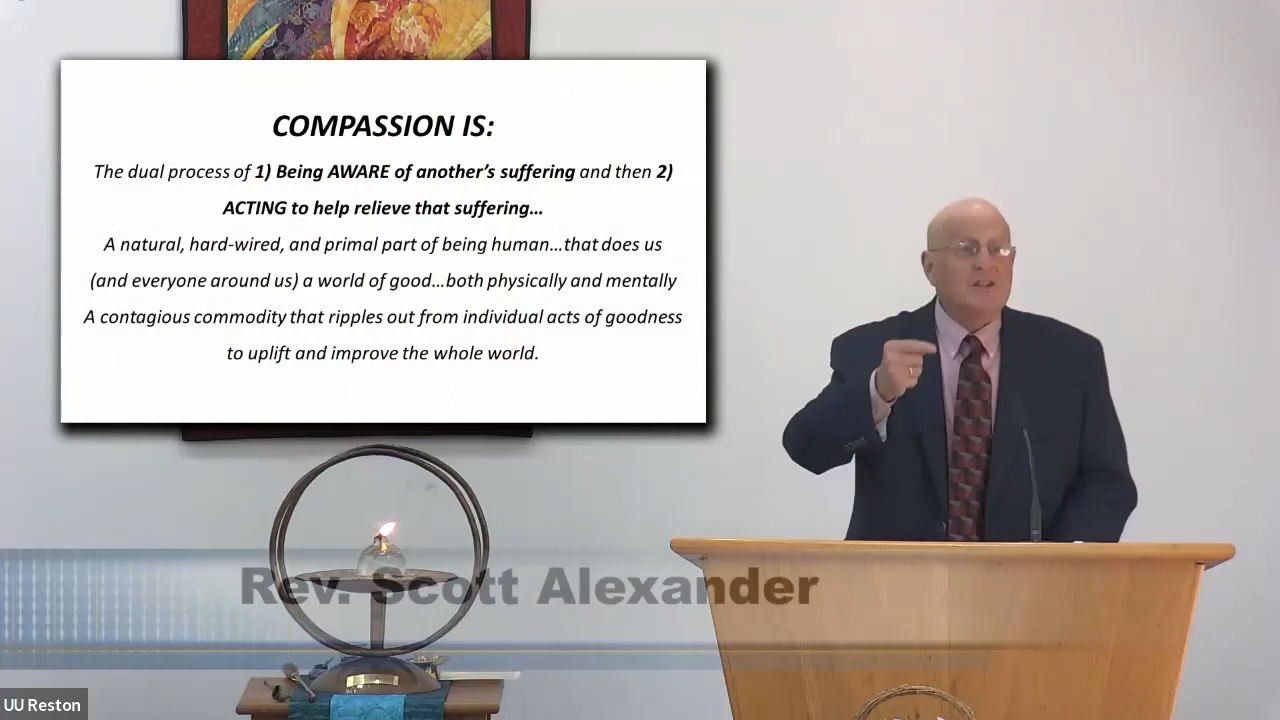 COMPASSION IS:
The dual process of 1) Being AWARE of another's suffering and then 2)
ACTING to help relieve that suffering…
A natural, hard-wired, and primal part of being human…that does us
(and everyone around us) a world of good…both physically and mentally
A contagious commodity that ripples out from individual acts of goodness
to uplift and improve the whole world.
Rev. Scott Alexander
UU Reston